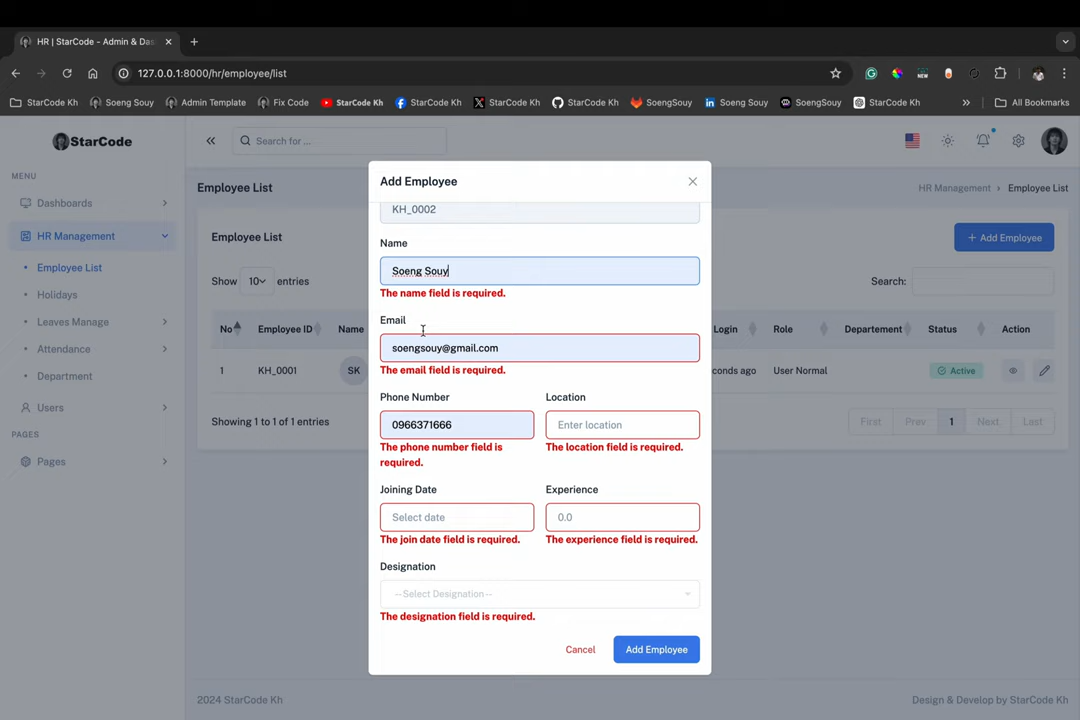 HR | StarCode - Admin & Das
127.0.0.1:8000/hr/employee/list
StarCode Kh
Soeng Souy
Admin Template
Fix Code
StarCode Kh
StarCode Kh
StarCode Kh
StarCode Kh
SoengSouy
Soeng Souy
SoengSouy
StarCode Kh
»
All Bookmarks
StarCode
Search for ...
MENU
Dashboards
HR Management
Employee List
Holidays
Leaves Manage
Attendance
Department
Users
PAGES
Pages
Employee List
HR Management
Employee List
Employee List
+ Add Employee
Show 10 entries
Search:
No
Employee ID
Name
Login
Role
Departement
Status
Action
1
KH_0001
SK
conds ago
User Normal
Active
Showing 1 to 1 of 1 entries
First
Prev
1
Next
Last
Add Employee
KH_0002
Name
Soeng Souy
The name field is required.
Email
soengsouy@gmail.com
The email field is required.
Phone Number
Location
0966371666
Enter location
The phone number field is
required.
The location field is required.
Joining Date
Experience
Select date
0.0
The join date field is required.
The experience field is required.
Designation
--Select Designation--
The designation field is required.
Cancel
Add Employee
2024 StarCode Kh
Design & Develop by StarCode Kh